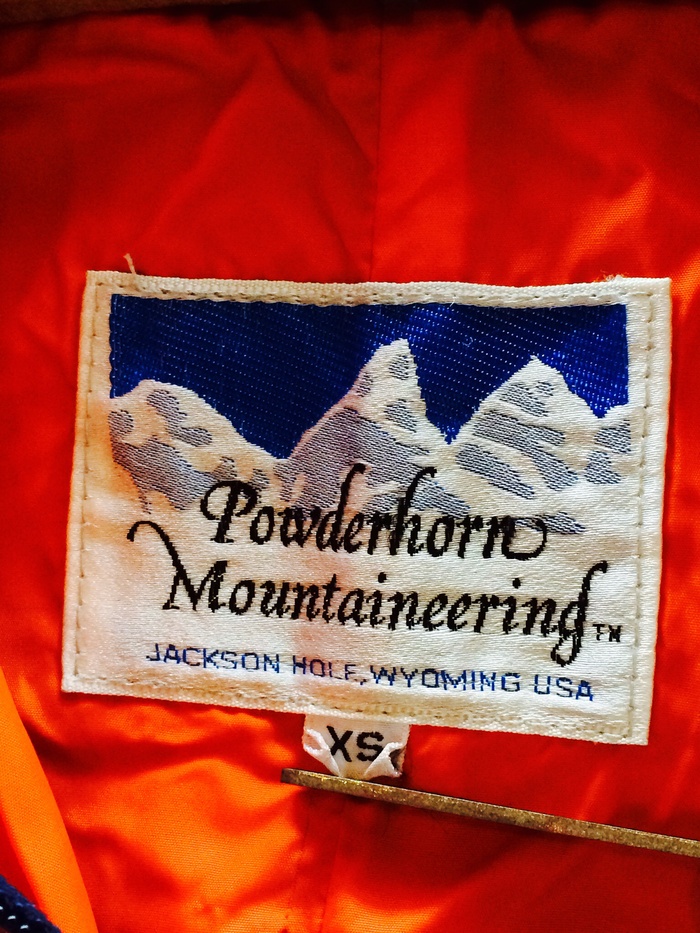 Powderhorn
Mountaineering™
JACKSON HOLE, WYOMING USA
XS